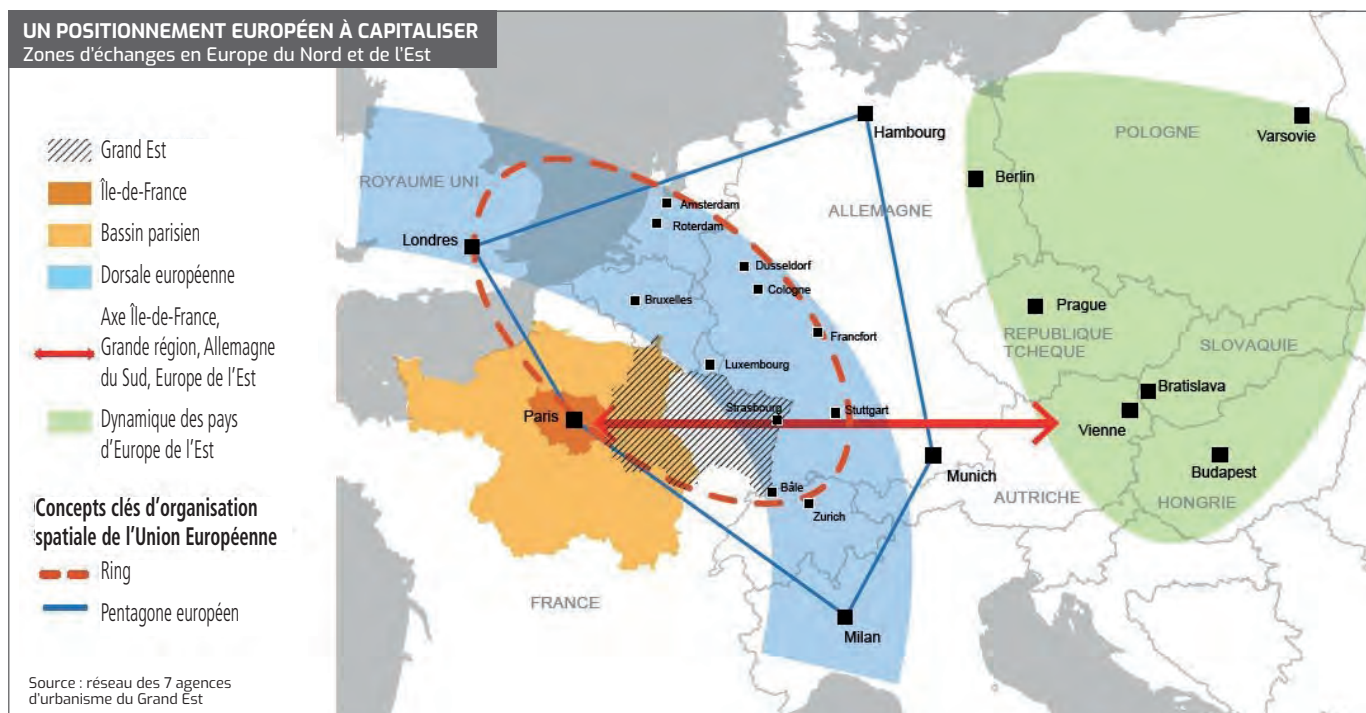 UN POSITIONNEMENT EUROPÉEN À CAPITALISER
Zones d'échanges en Europe du Nord et de l'Est
Grand Est
Île-de-France
Bassin parisien
Dorsale européenne
Axe Île-de-France,
Grande région, Allemagne
du Sud, Europe de l'Est
Dynamique des pays
d'Europe de l'Est
Concepts clés d'organisation
spatiale de l'Union Européenne
Ring
Pentagone européen
Source : réseau des 7 agences
d'urbanisme du Grand Est
Hambourg
POLOGNE
Varsovie
ROYAUME UNI
Berlin
Amsterdam
ALLEMAGNE
Roterdam
Londres
Dusseldorf
Cologne
Bruxelles
Prague
REPUBLIQUE
TCHEQUE
Francfort
SLOVAQUIE
Luxembourg
Bratislava
Paris
Strasbourg
Stuttgart
Vienne
Munich
Budapest
Bâle
AUTRICHE
HONGRIE
Zurich
FRANCE
Milan